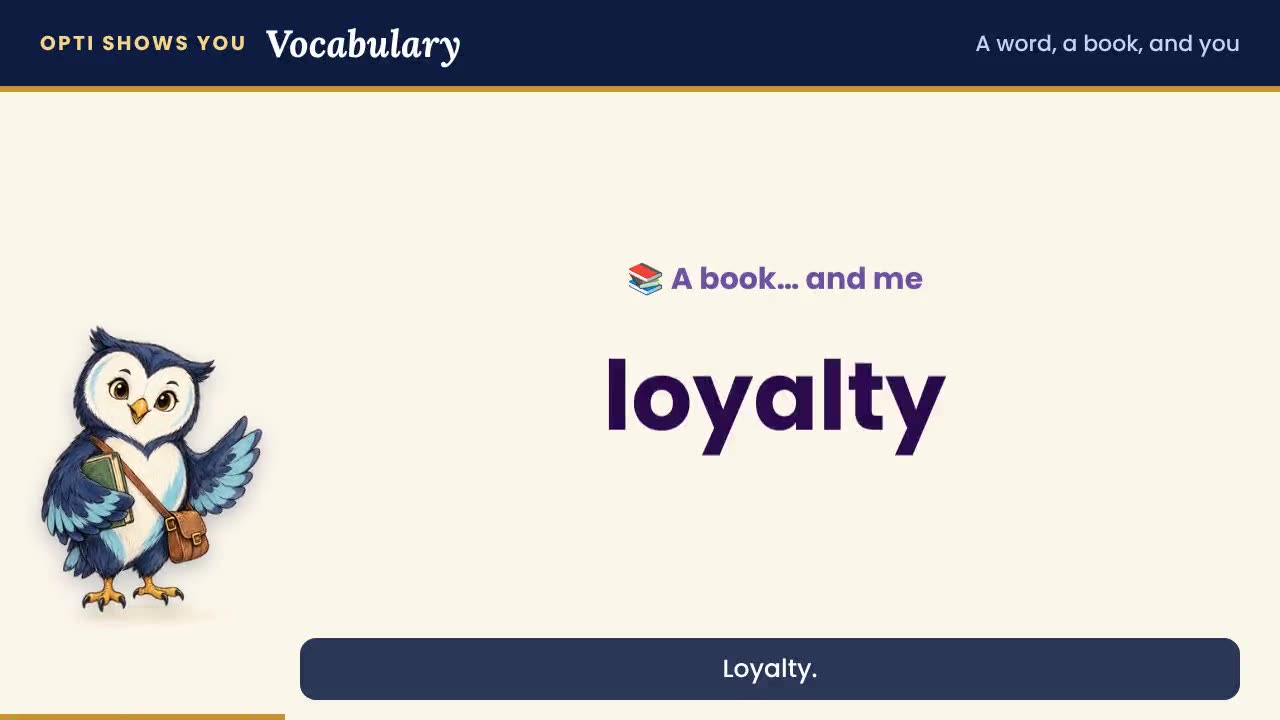 OPTI SHOWS YOU Vocabulary
A word, a book, and you
📚 A book... and me
loyalty
Loyalty.